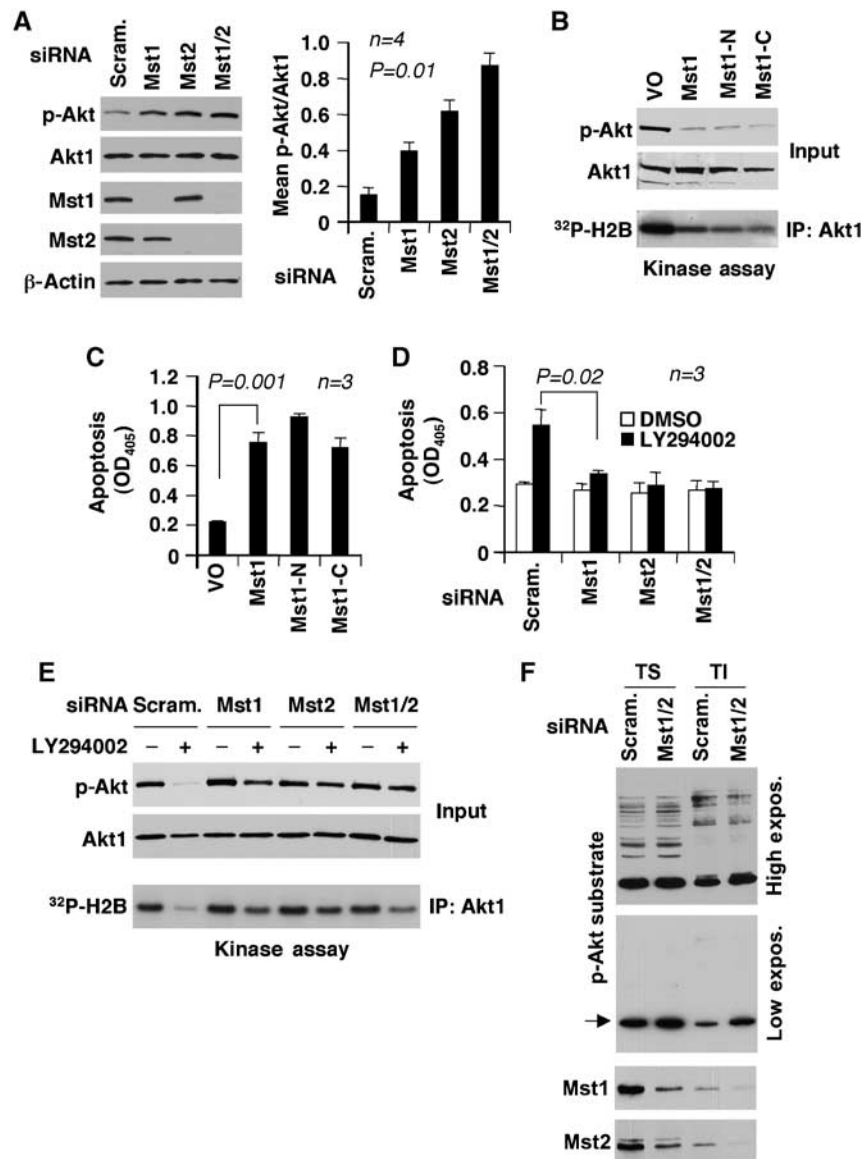 A
siRNA
Scram.
Mst1
Mst2
Mst1/2
p-Akt
Akt1
Mst1
Mst2
β-Actin
Mean p-Akt/Akt1
1.0
0.8
0.6
0.4
0.2
0
n=4
P=0.01
siRNA
Scram.
Mst1
Mst2
Mst1/2
B
VO
Mst1
Mst1-N
Mst1-C
p-Akt
Akt1
Input
32P-H2B
IP: Akt1
Kinase assay
C
Apoptosis
(OD405)
1.2
1.0
0.8
0.6
0.4
0.2
0
P=0.001
n=3
VO
Mst1
Mst1-N
Mst1-C
D
Apoptosis
(OD405)
0.8
0.6
0.4
0.2
0
P=0.02
n=3
DMSO
LY294002
siRNA
Scram.
Mst1
Mst2
Mst1/2
E
siRNA Scram. Mst1 Mst2 Mst1/2
LY294002 – + – + – + – +
p-Akt
Akt1
Input
32P-H2B
IP: Akt1
Kinase assay
F
TS TI
siRNA
Scram.
Mst1/2
Scram.
Mst1/2
p-Akt substrate
High expos.
Low expos.
Mst1
Mst2